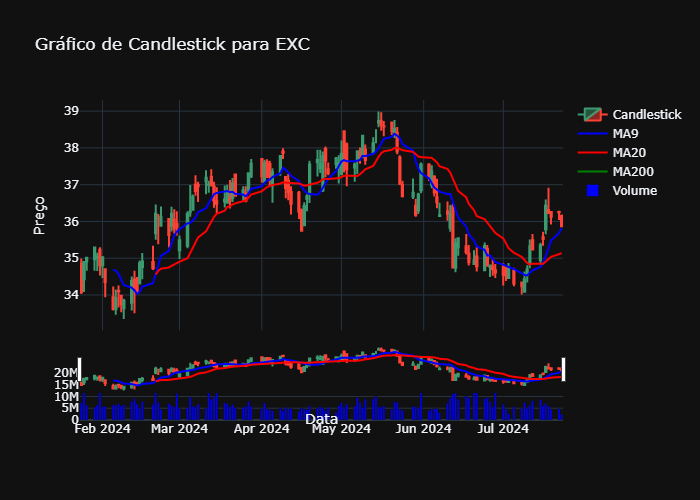 Gráfico de Candlestick para EXC
Preço
39
38
37
36
35
34
Candlestick
MA9
MA20
MA200
Volume
20M
15M
10M
5M
0
Feb 2024 Mar 2024 Apr 2024 May 2024 Jun 2024 Jul 2024
Data